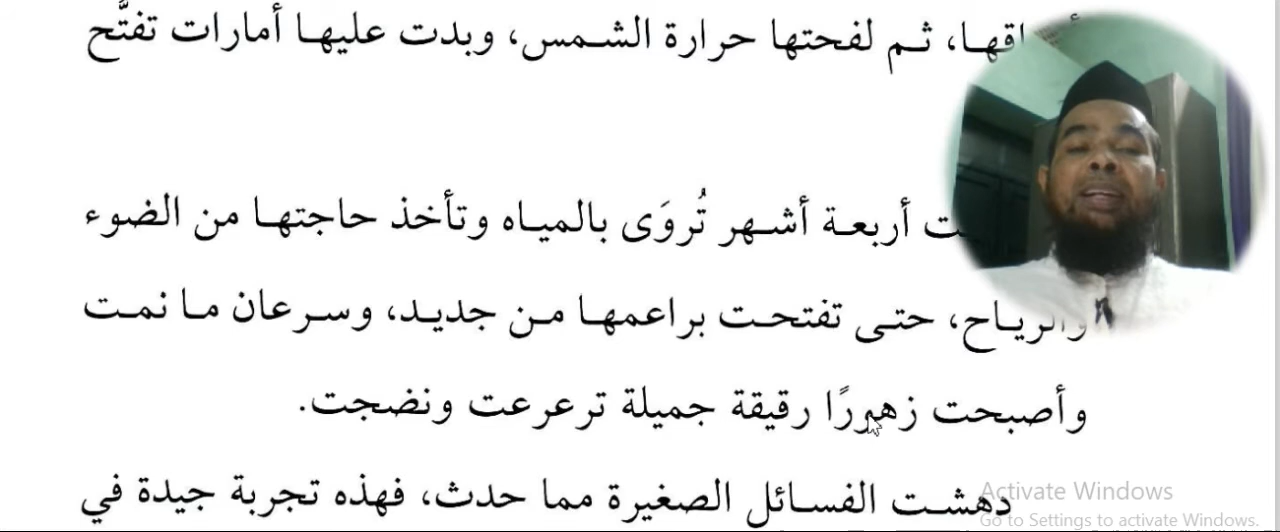 ثم لفحتها حرارة الشمس، وبدت عليها أمارات تفتَّح
أربعة أشهر تُروَى بالمياه وتأخذ حاجتها من الضوء
والرياح، حتى تفتحت براعمها من جديد، وسرعان ما نمت
وأصبحت زهورًا رقيقة جميلة ترعرعت ونضجت.
دهشت الفسائل الصغيرة مما حدث، فهذه تجربة جيدة في
Activate Windows
Go to Settings to activate Windows.